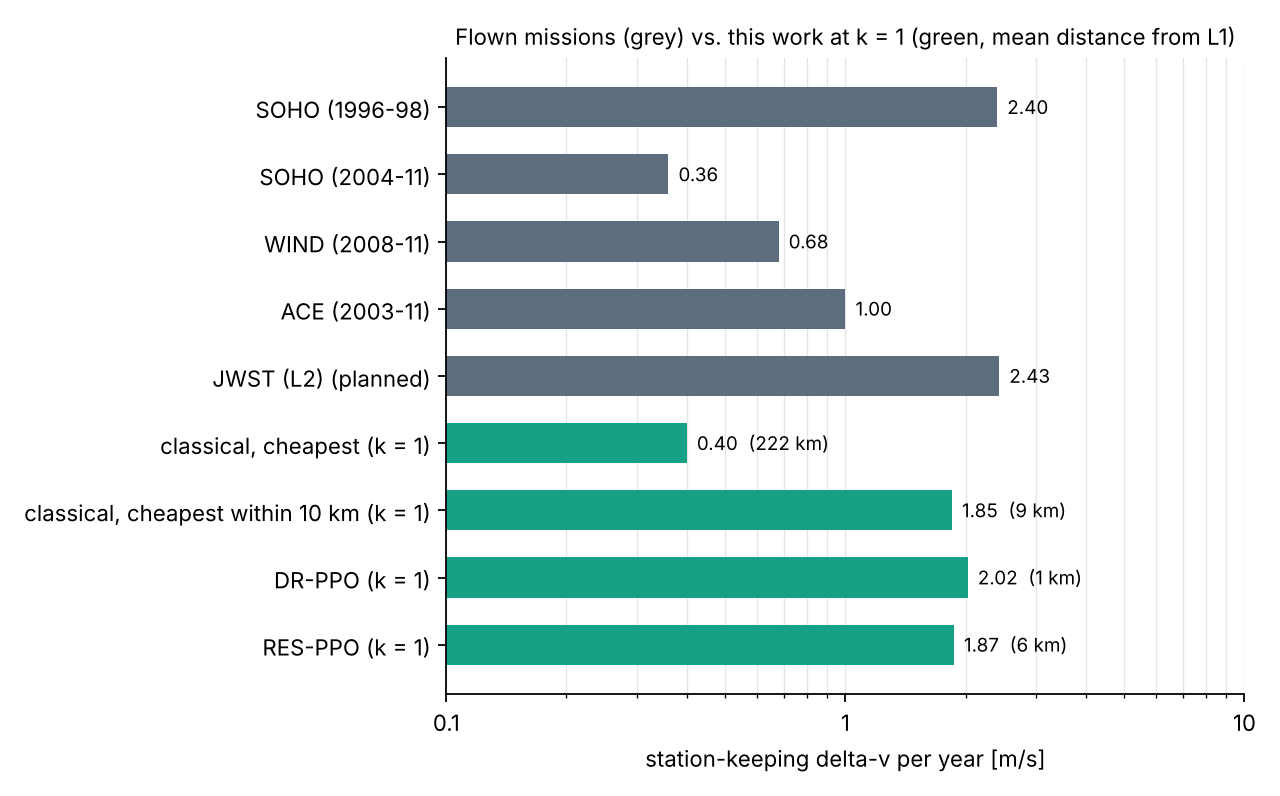 Flown missions (grey) vs. this work at k = 1 (green, mean distance from L1)
SOHO (1996-98)
2.40
SOHO (2004-11)
0.36
WIND (2008-11)
0.68
ACE (2003-11)
1.00
JWST (L2) (planned)
2.43
classical, cheapest (k = 1)
0.40 (222 km)
classical, cheapest within 10 km (k = 1)
1.85 (9 km)
DR-PPO (k = 1)
2.02 (1 km)
RES-PPO (k = 1)
1.87 (6 km)
0.1
1
10
station-keeping delta-v per year [m/s]